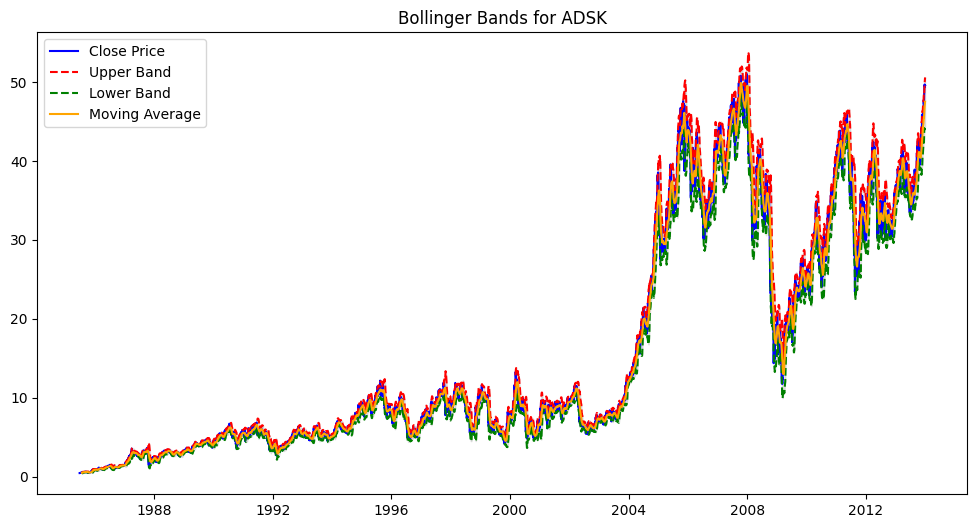 Bollinger Bands for ADSK
Close Price
Upper Band
Lower Band
Moving Average
50
40
30
20
10
0
1988 1992 1996 2000 2004 2008 2012